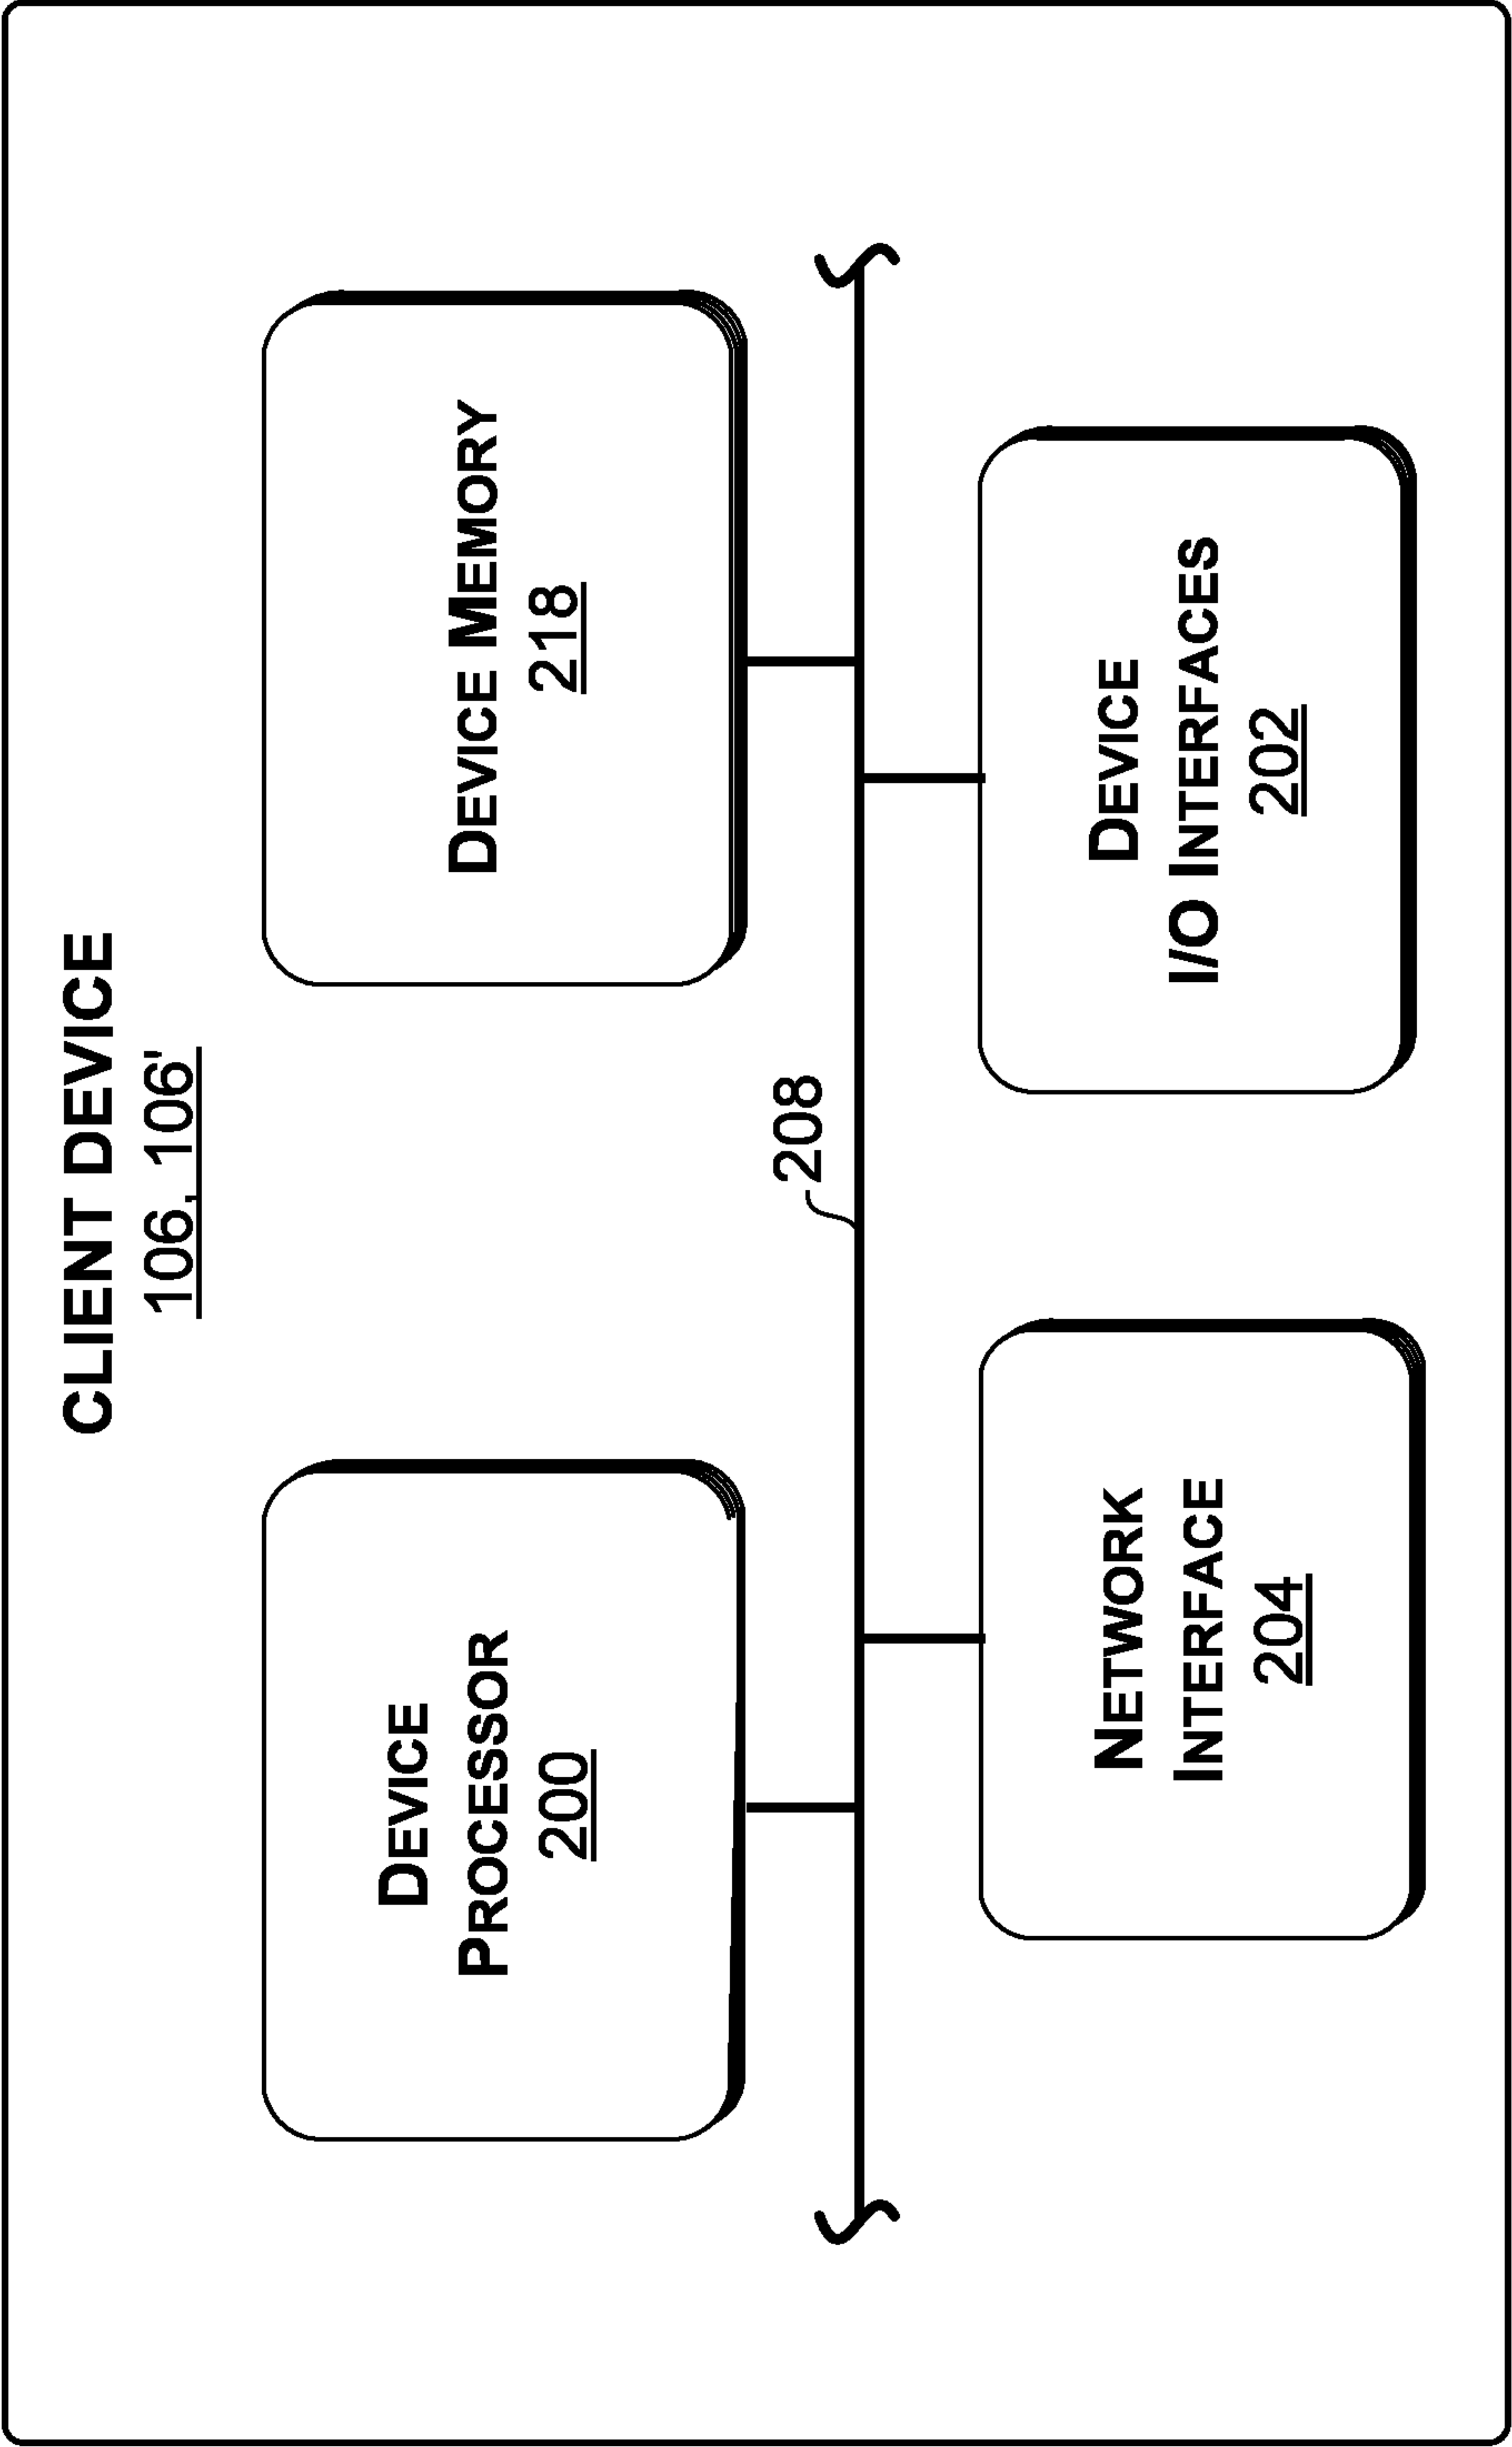 CLIENT DEVICE
106, 106'
DEVICE
PROCESSOR
200
DEVICE MEMORY
218
208
NETWORK
INTERFACE
204
DEVICE
I/O INTERFACES
202